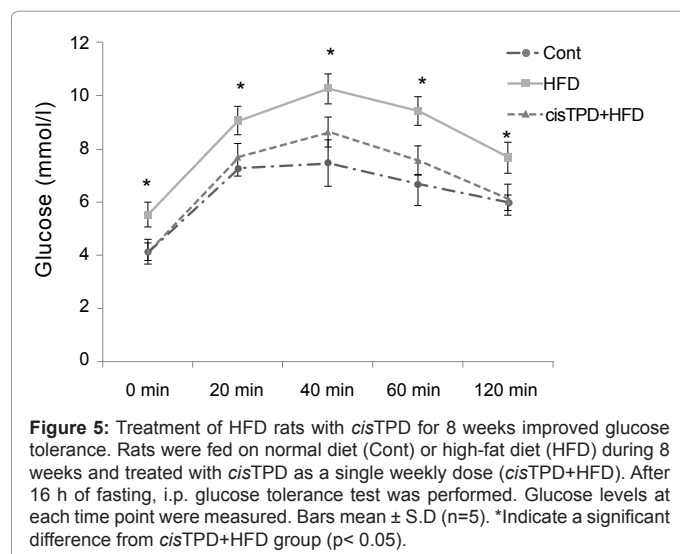 12
10
8
6
4
2
0
Glucose (mmol/l)
*
*
*
*
*
Cont
HFD
cisTPD+HFD
0 min 20 min 40 min 60 min 120 min
Figure 5: Treatment of HFD rats with cisTPD for 8 weeks improved glucose
tolerance. Rats were fed on normal diet (Cont) or high-fat diet (HFD) during 8
weeks and treated with cisTPD as a single weekly dose (cisTPD+HFD). After
16 h of fasting, i.p. glucose tolerance test was performed. Glucose levels at
each time point were measured. Bars mean ± S.D (n=5). *Indicate a significant
difference from cisTPD+HFD group (p< 0.05).